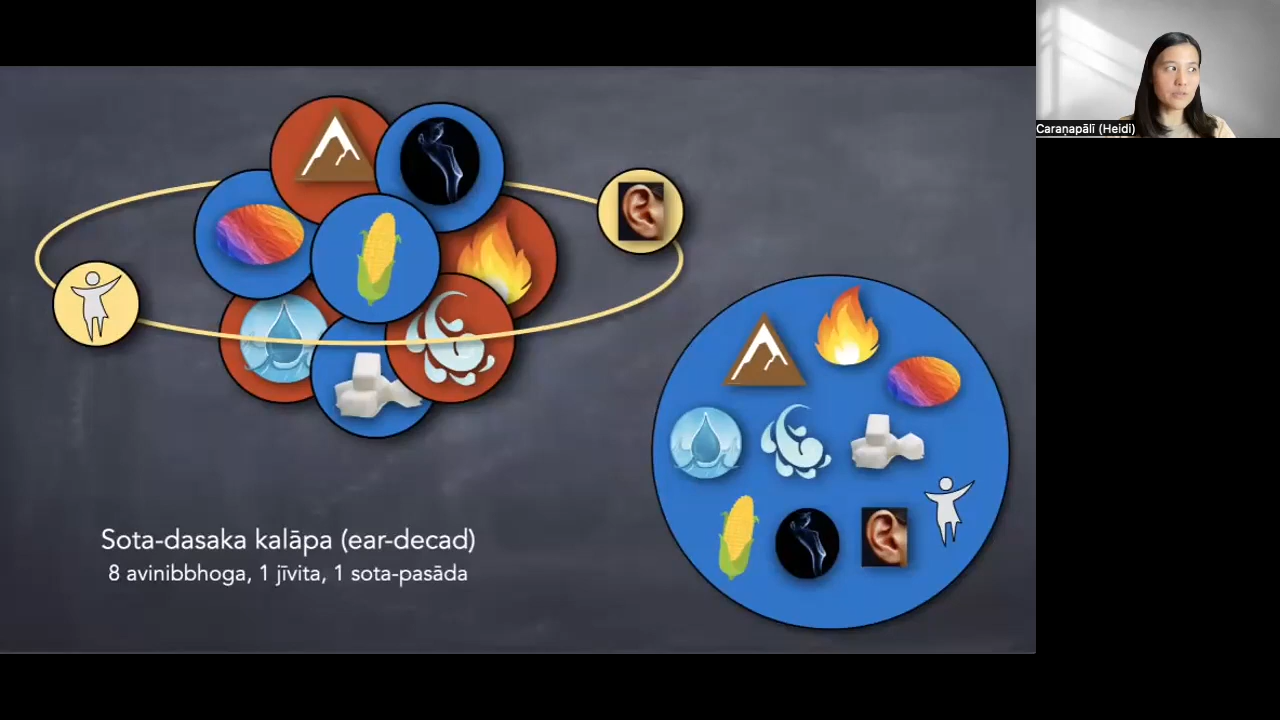 Caraṇapālī (Heidi)
Sota-dasaka kalāpa (ear-decad)
8 avinibbhoga, 1 jīvita, 1 sota-pasāda